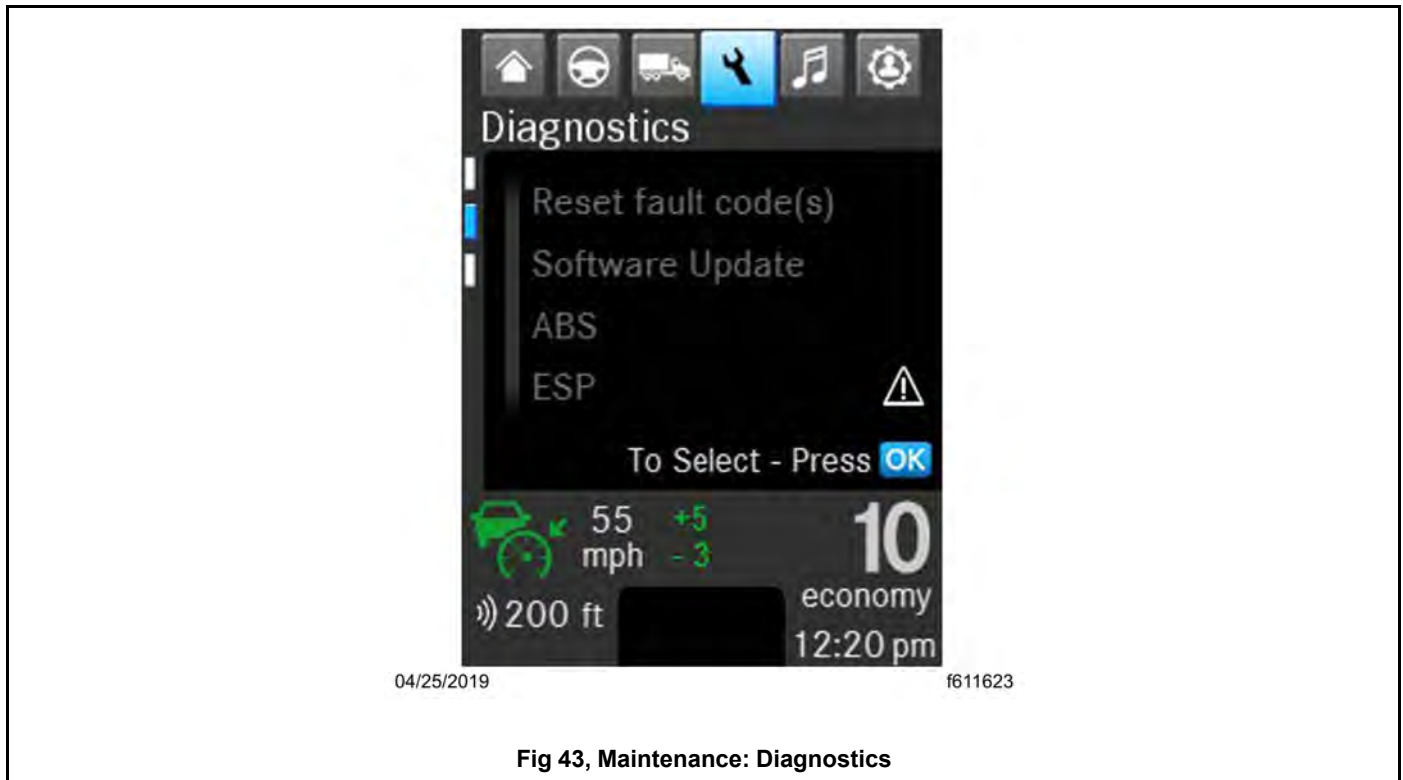 Diagnostics
Reset fault code(s)
Software Update
ABS
ESP
To Select - Press OK
55 +5
mph - 3
10
economy
200 ft
12:20 pm
04/25/2019 f611623
Fig 43, Maintenance: Diagnostics